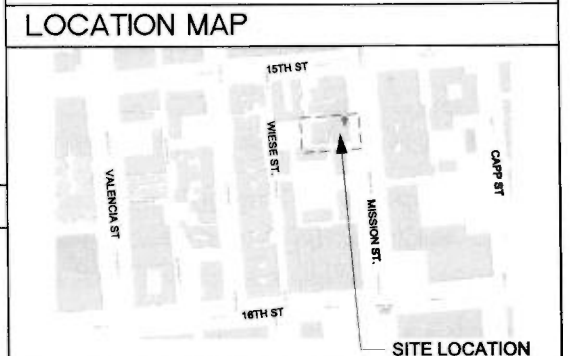 LOCATION MAP
15TH ST
WIESE ST.
VALENCIA ST
CAPP ST
MISSION ST.
16TH ST
SITE LOCATION